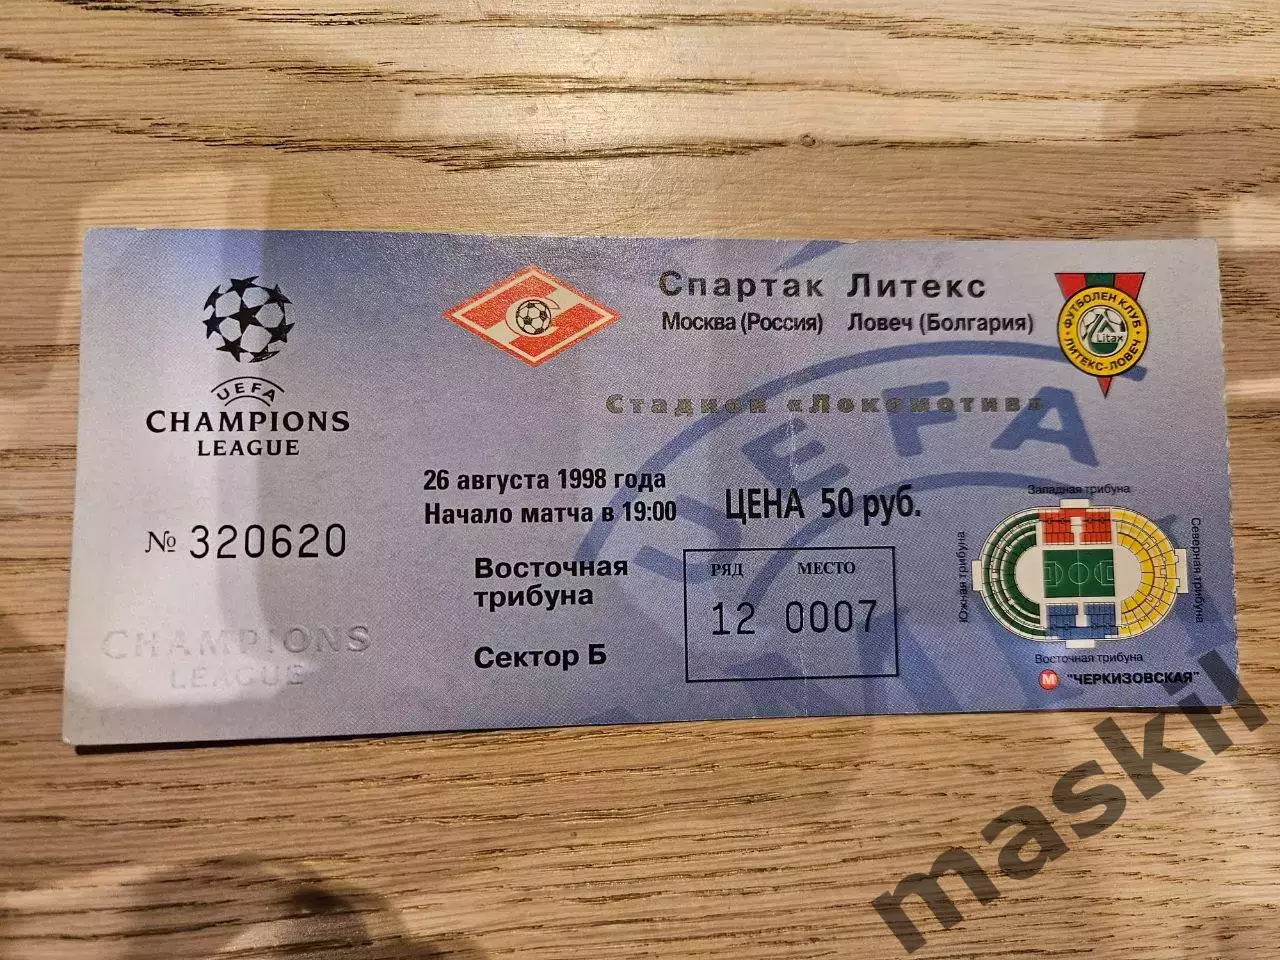 UEFA
CHAMPIONS
LEAGUE
№ 320620
CHAMPIONS
LEAGUE
Спартак Литекс
Москва (Россия) Ловеч (Болгария)
Стадион «Локомотив»
26 августа 1998 года
Начало матча в 19:00
ЦЕНА 50 руб.
Восточная
трибуна
Сектор Б
РЯД МЕСТО
12 0007
ФУТБОЛЕН КЛУБ
Litex
ЛИТЕКС-ЛОВЕЧ
UEFA
Западная трибуна
Южная трибуна
Северная трибуна
Восточная трибуна
М "ЧЕРКИЗОВСКАЯ"
maskil